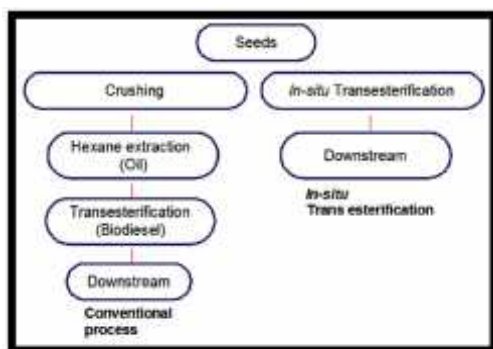 Seeds
Crushing
Hexane extraction
(Oil)
Transesterification
(Biodiesel)
Downstream
Conventional
process
In-situ Transesterification
Downstream
In-situ
Trans esterification